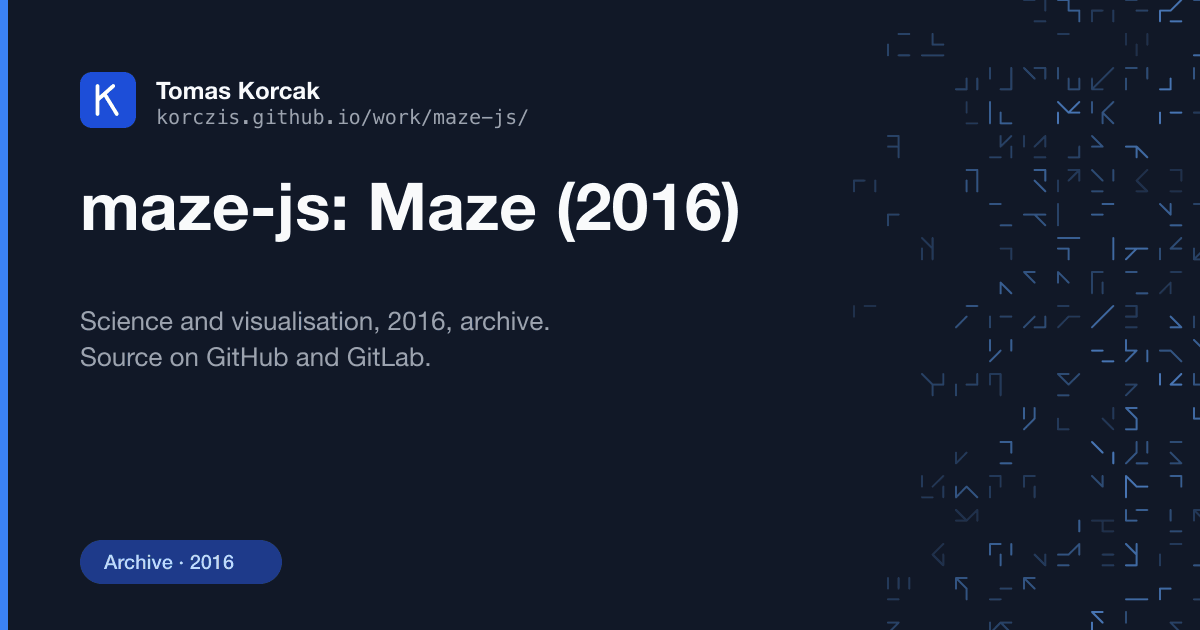 K
Tomas Korcak
korczis.github.io/work/maze-js/
maze-js: Maze (2016)
Science and visualisation, 2016, archive.
Source on GitHub and GitLab.
Archive · 2016